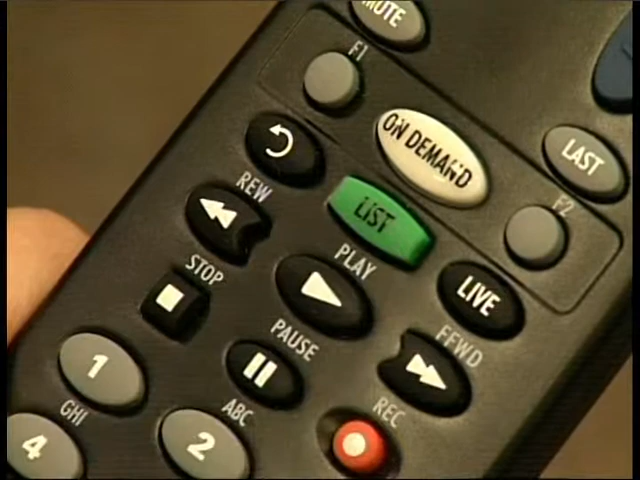 MUTE
F1
ON DEMAND
LAST
REW
LIST
F2
STOP
PLAY
LIVE
PAUSE
FFWD
1
GHI
ABC
REC
4
2